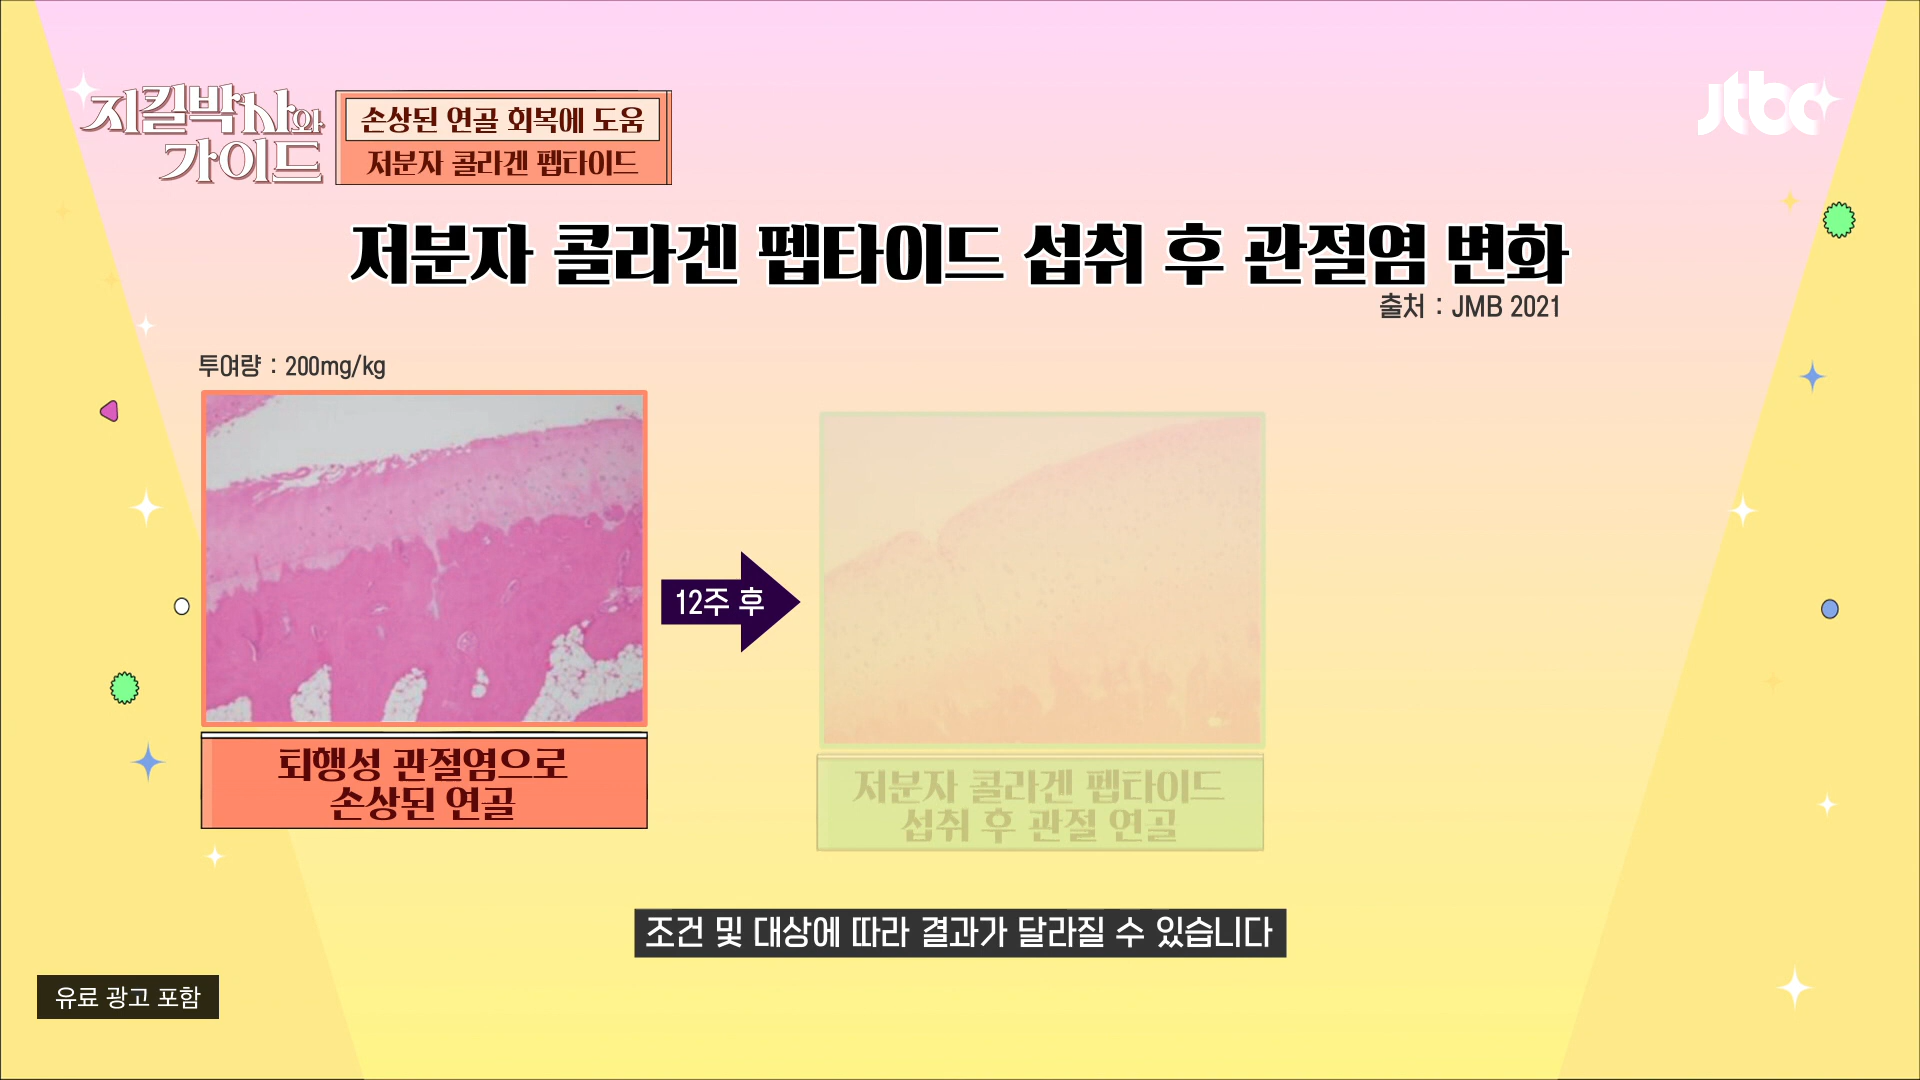 지킬박사와
가이드
손상된 연골 회복에 도움
저분자 콜라겐 펩타이드
jtbc
저분자 콜라겐 펩타이드 섭취 후 관절염 변화
출처 : JMB 2021
투여량 : 200mg/kg
12주 후
퇴행성 관절염으로
손상된 연골
저분자 콜라겐 펩타이드
섭취 후 관절 연골
조건 및 대상에 따라 결과가 달라질 수 있습니다
유료 광고 포함